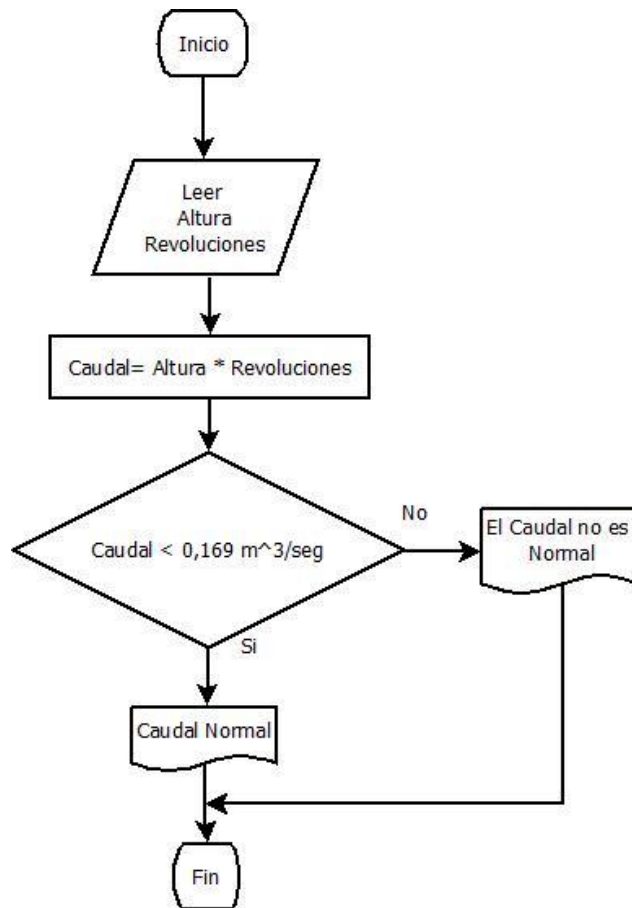 Inicio
Leer
Altura
Revoluciones
Caudal= Altura * Revoluciones
Caudal < 0,169 m^3/seg
No
El Caudal no es
Normal
Si
Caudal Normal
Fin